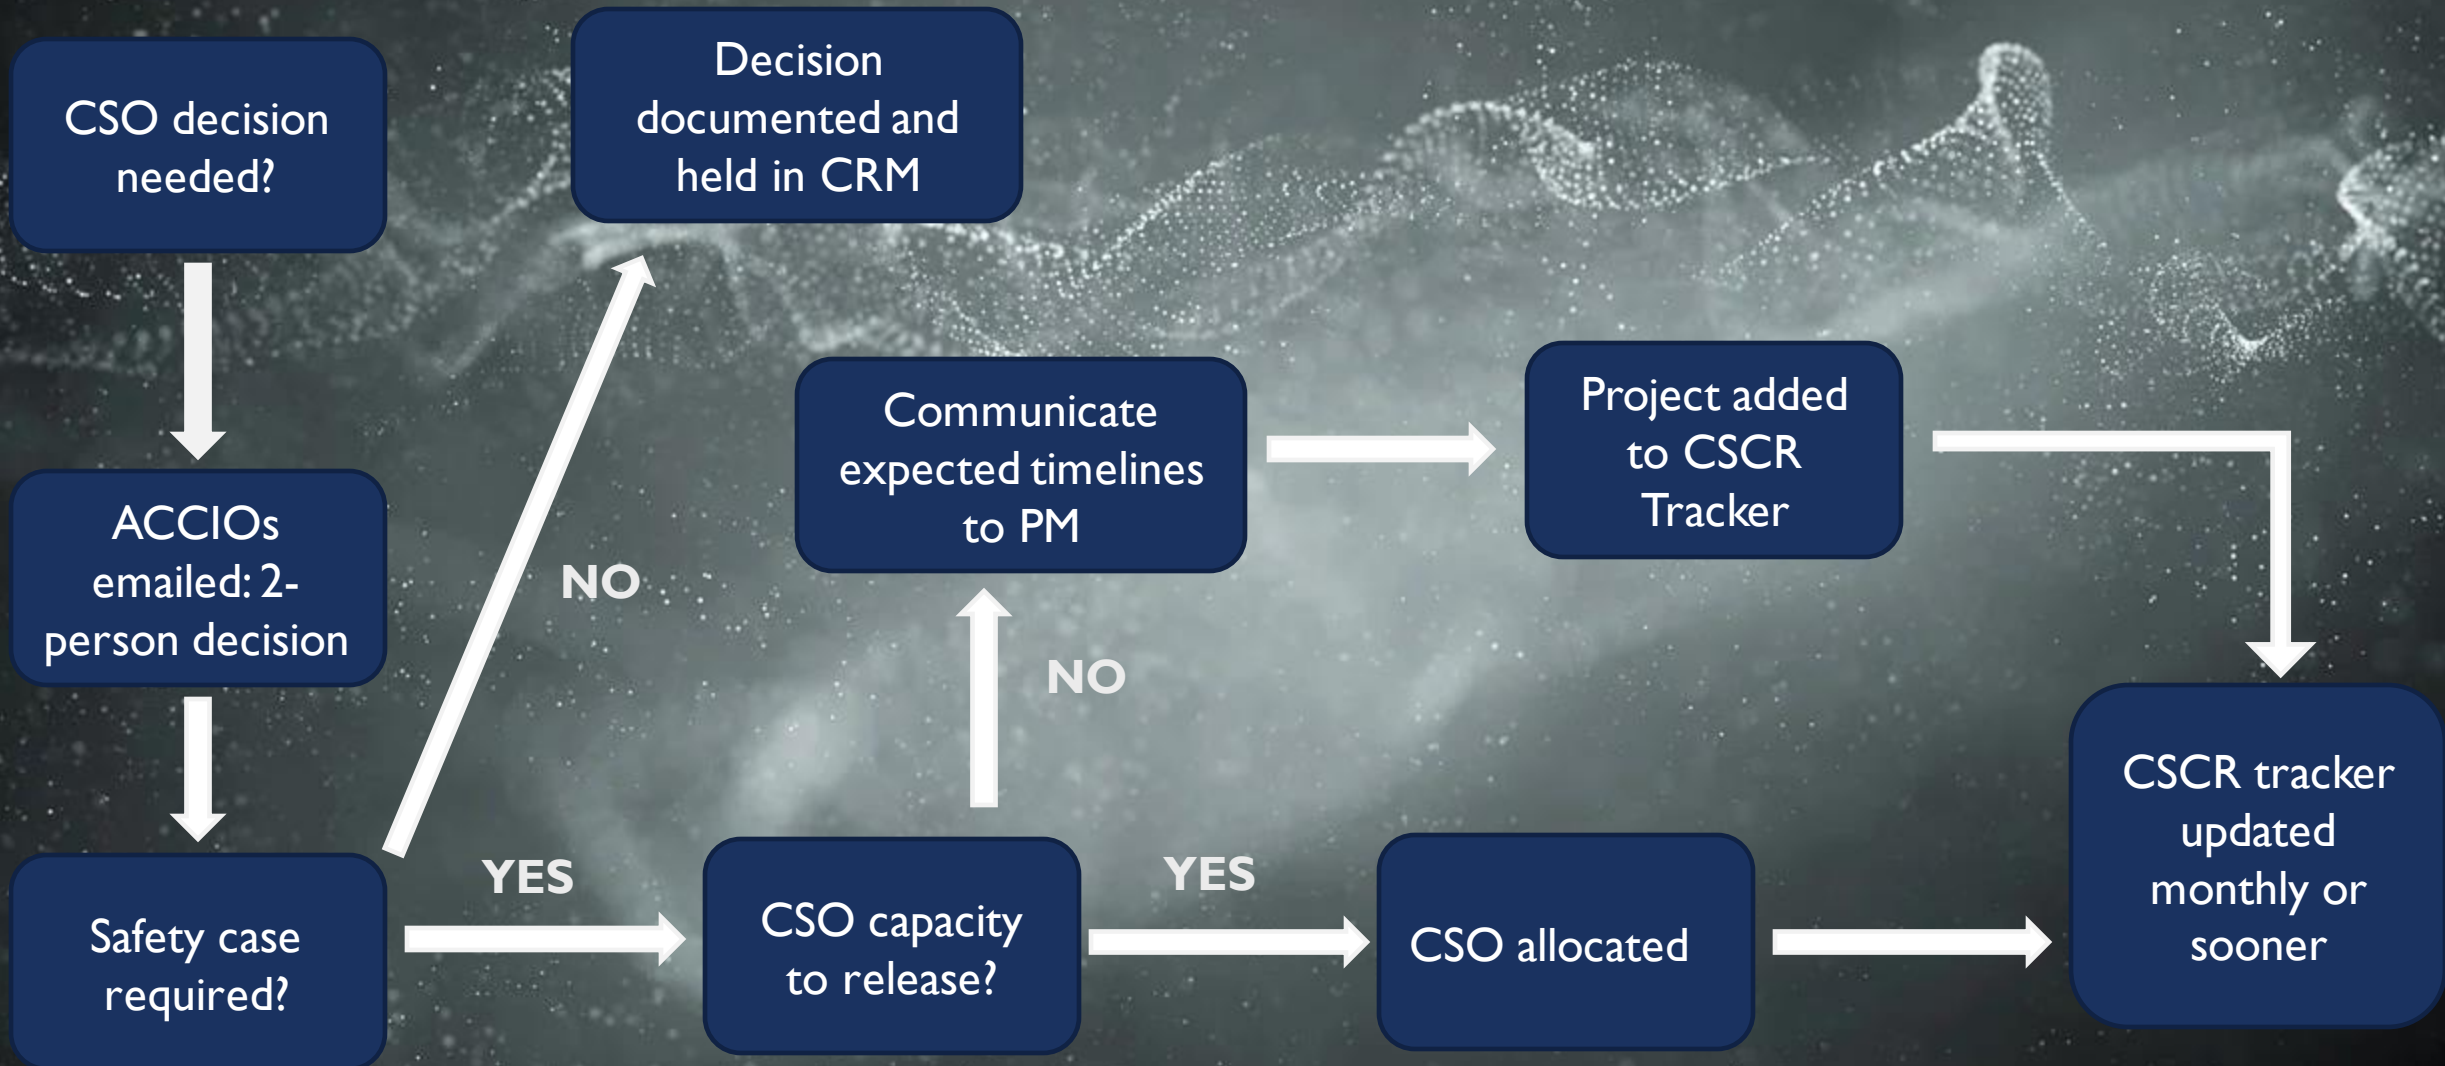 CSO decision
needed?
Decision
documented and
held in CRM
ACCIOs
emailed: 2-
person decision
NO
Communicate
expected timelines
to PM
Project added
to CSCR
Tracker
NO
Safety case
required?
YES
CSO capacity
to release?
YES
CSO allocated
CSCR tracker
updated
monthly or
sooner